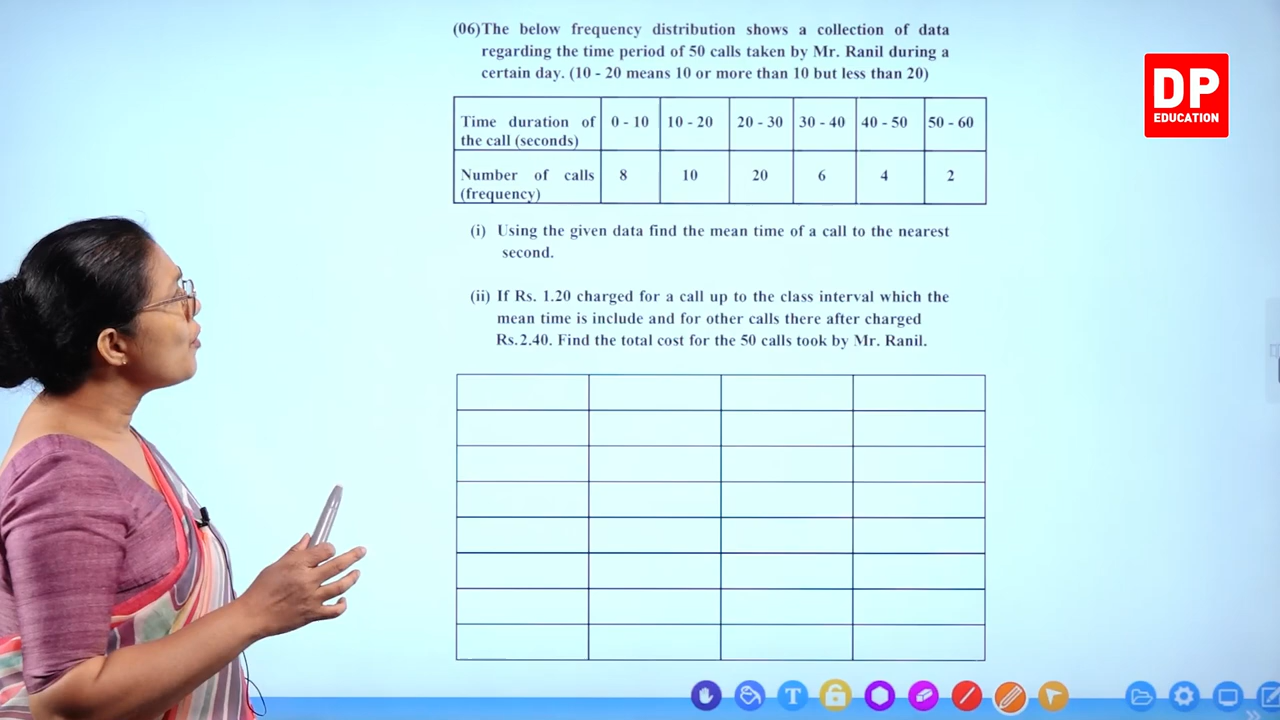 (06)The below frequency distribution shows a collection of data
regarding the time period of 50 calls taken by Mr. Ranil during a
certain day. (10 - 20 means 10 or more than 10 but less than 20)
Time duration of the call (seconds) 0 - 10 10 - 20 20 - 30 30 - 40 40 - 50 50 - 60
Number of calls (frequency) 8 10 20 6 4 2
(i) Using the given data find the mean time of a call to the nearest
second.
(ii) If Rs. 1.20 charged for a call up to the class interval which the
mean time is include and for other calls there after charged
Rs.2.40. Find the total cost for the 50 calls took by Mr. Ranil.
DP
EDUCATION